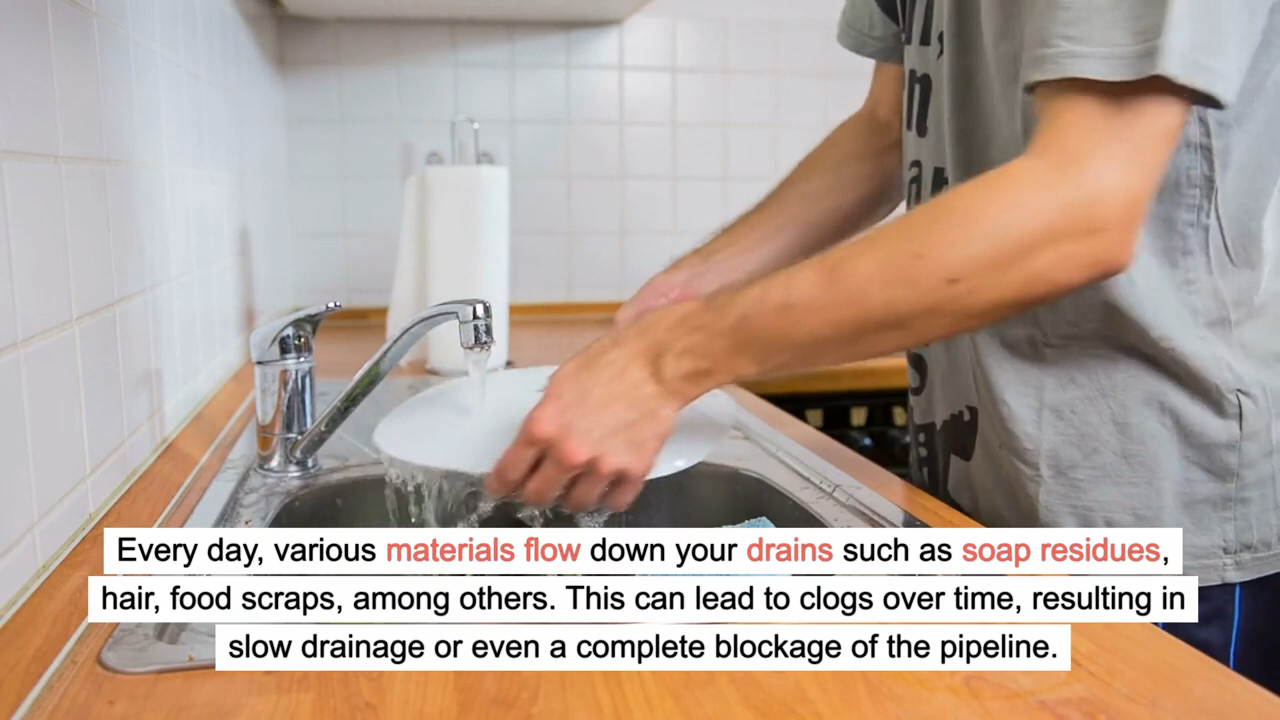 Every day, various materials flow down your drains such as soap residues,
hair, food scraps, among others. This can lead to clogs over time, resulting in
slow drainage or even a complete blockage of the pipeline.